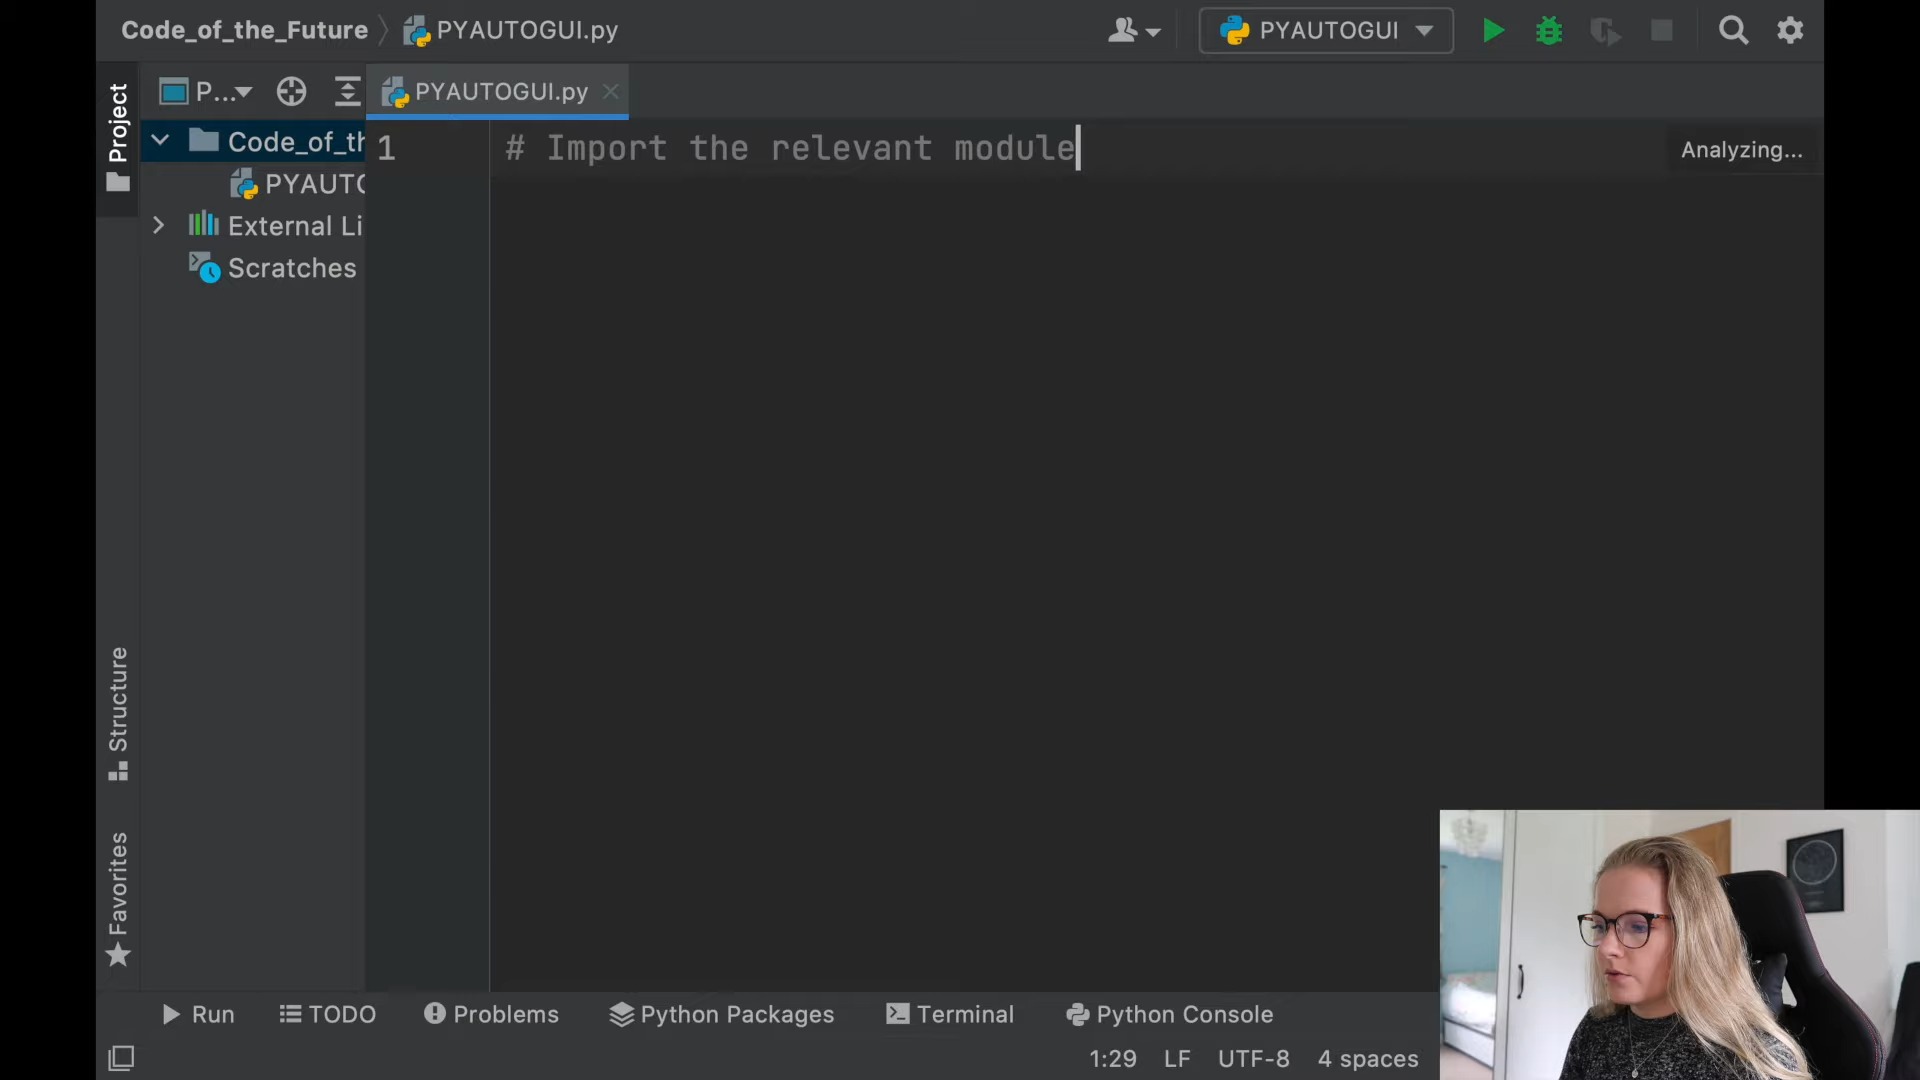 Code_of_the_Future
PYAUTOGUI.py
PYAUTOGUI
Project
P...
PYAUTOGUI.py
Code_of_th
PYAUTO
External Li
Scratches
1
# Import the relevant module
Analyzing...
Structure
Favorites
Run
TODO
Problems
Python Packages
Terminal
Python Console
1:29
LF
UTF-8
4 spaces